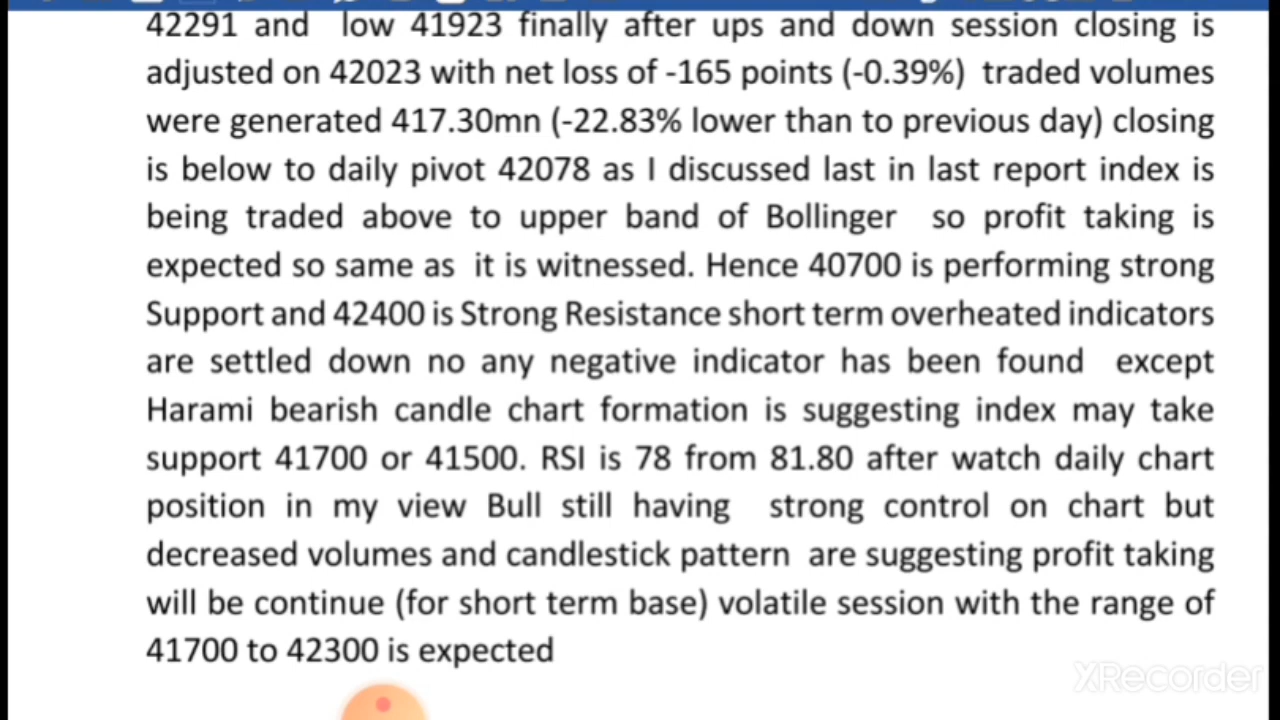 42291 and low 41923 finally after ups and down session closing is
adjusted on 42023 with net loss of -165 points (-0.39%) traded volumes
were generated 417.30mn (-22.83% lower than to previous day) closing
is below to daily pivot 42078 as I discussed last in last report index is
being traded above to upper band of Bollinger so profit taking is
expected so same as it is witnessed. Hence 40700 is performing strong
Support and 42400 is Strong Resistance short term overheated indicators
are settled down no any negative indicator has been found except
Harami bearish candle chart formation is suggesting index may take
support 41700 or 41500. RSI is 78 from 81.80 after watch daily chart
position in my view Bull still having strong control on chart but
decreased volumes and candlestick pattern are suggesting profit taking
will be continue (for short term base) volatile session with the range of
41700 to 42300 is expected
XRecorder